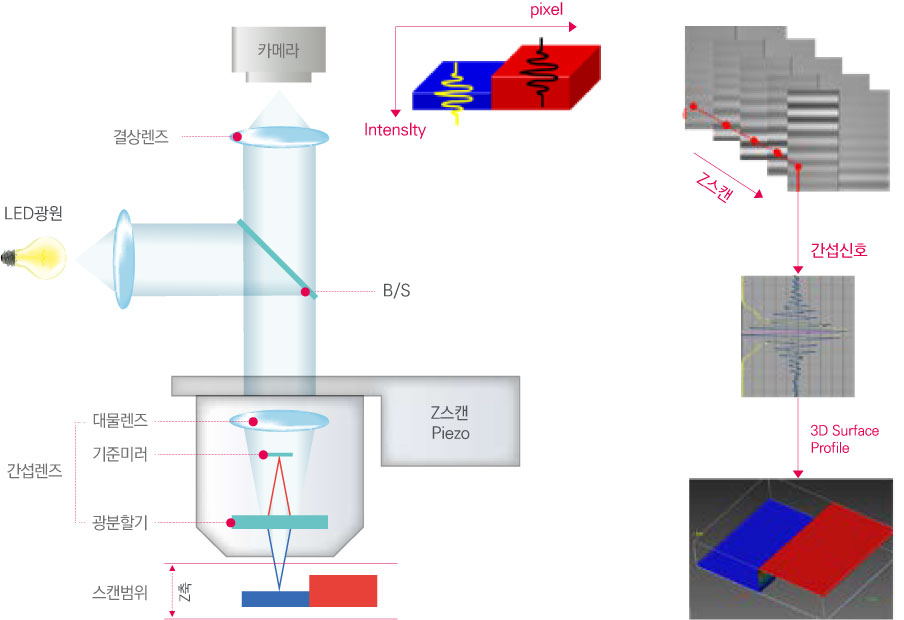 카메라
pixel
IntensIty
결상렌즈
LED광원
B/S
Z스캔
Piezo
대물렌즈
기준미러
간섭렌즈
광분할기
스캔범위
Z축
Z스캔
간섭신호
3D Surface
Profile